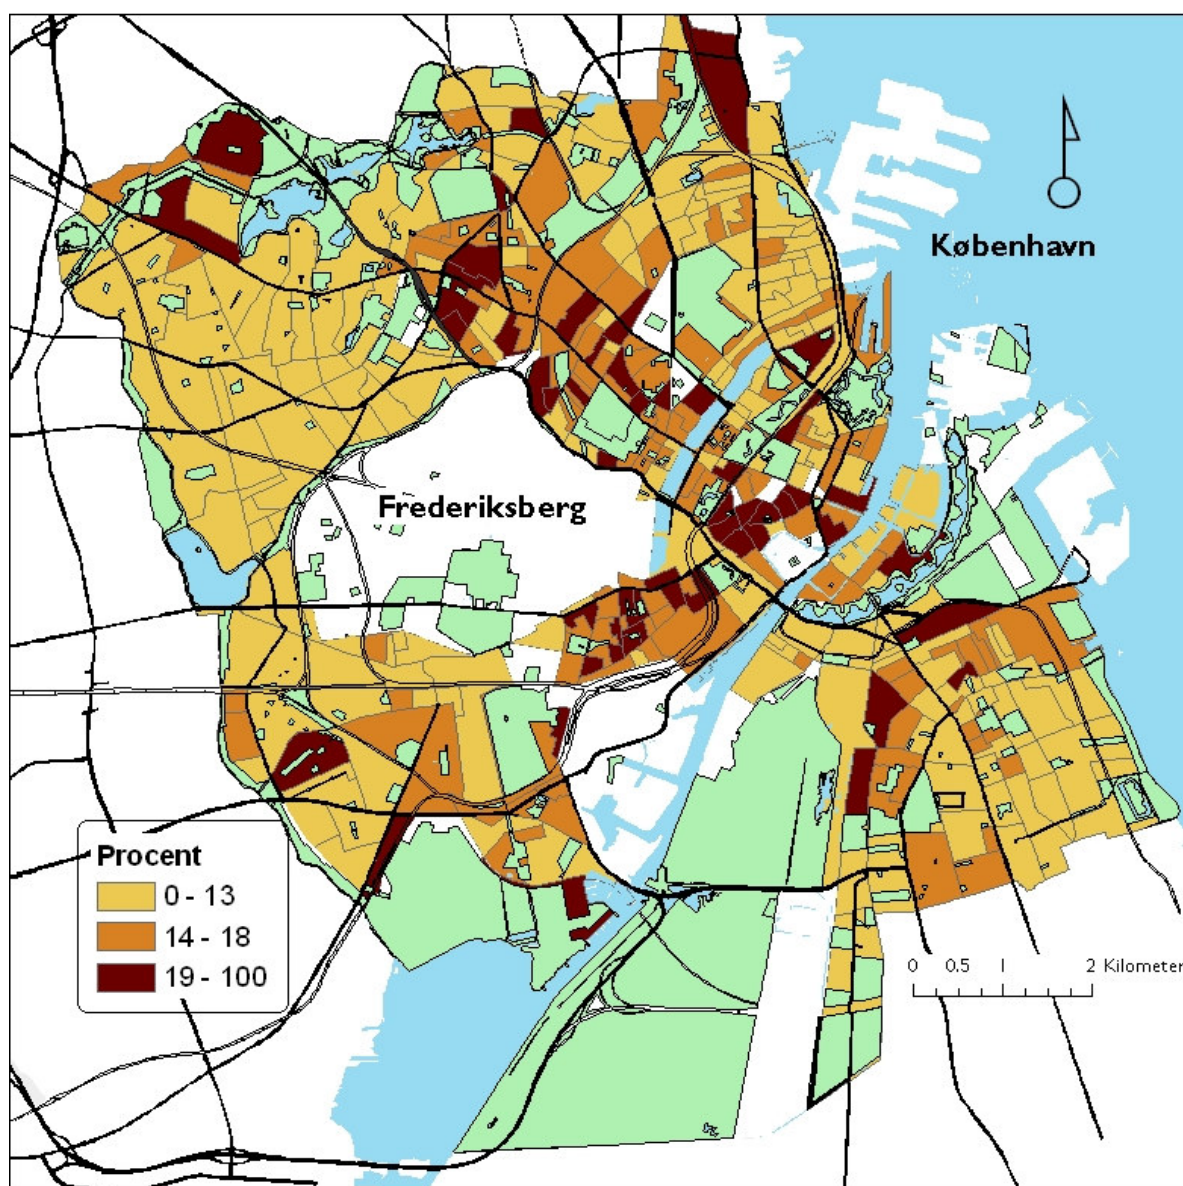 København
Frederiksberg
Procent
0 - 13
14 - 18
19 - 100
0 0.5 1 2 Kilometer